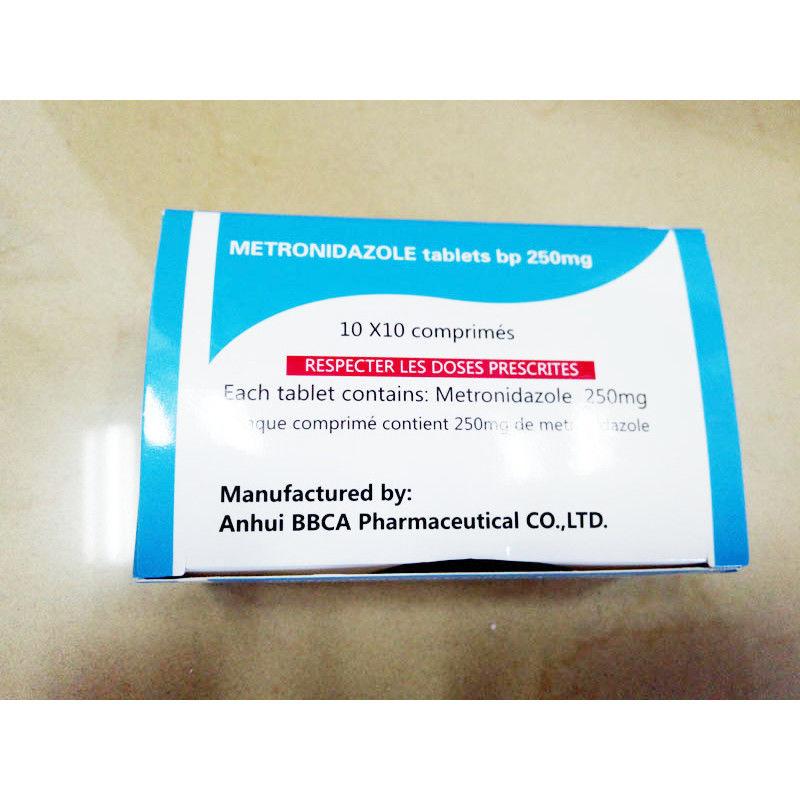 METRONIDAZOLE tablets bp 250mg
10 X10 comprimés
RESPECTER LES DOSES PRESCRITES
Each tablet contains: Metronidazole 250mg
comprimé contient 250mg de
Manufactured by:
Anhui BBCA Pharmaceutical CO.,LTD.